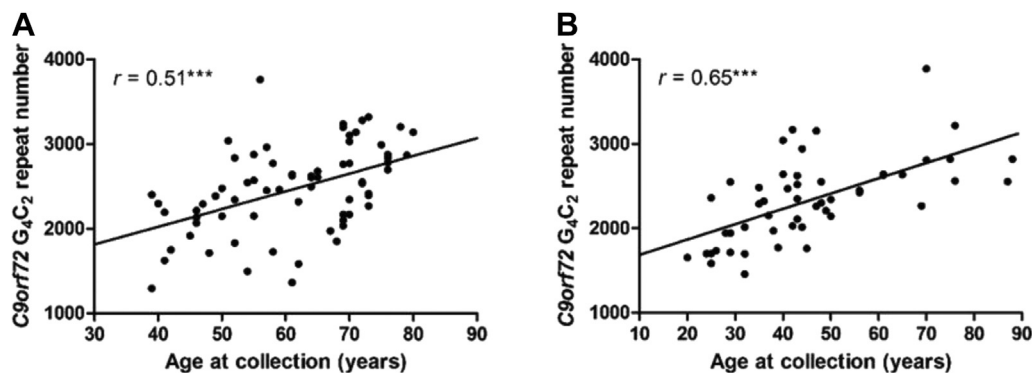 A
C9orf72 G₄C₂ repeat number
4000
3000
2000
1000
r = 0.51***
30 40 50 60 70 80 90
Age at collection (years)
B
C9orf72 G₄C₂ repeat number
4000
3000
2000
1000
r = 0.65***
10 20 30 40 50 60 70 80 90
Age at collection (years)